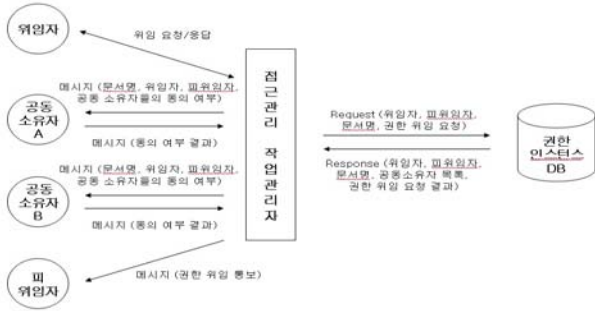 위임자
위임 요청/응답
메시지 (문서명, 위임자, 피위임자,
공동 소유자들의 동의 여부)
공동
소유자
A
메시지 (동의 여부 결과)
메시지 (문서명, 위임자, 피위임자,
공동 소유자들의 동의 여부)
공동
소유자
B
메시지 (동의 여부 결과)
피
위임자
메시지 (권한 위임 통보)
접근관리 작업관리자
Request (위임자, 피위임자,
문서명, 권한 위임 요청)
Response (위임자, 피위임자,
문서명, 공동소유자 목록,
권한 위임 요청 결과)
권한
인스턴스
DB